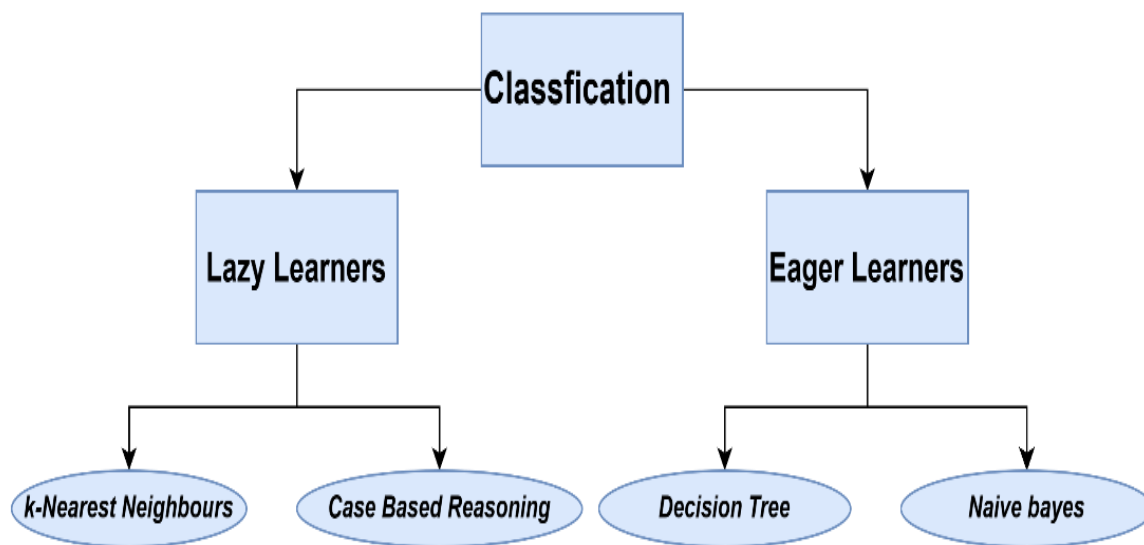 Classfication
Lazy Learners
Eager Learners
k-Nearest Neighbours
Case Based Reasoning
Decision Tree
Naive bayes